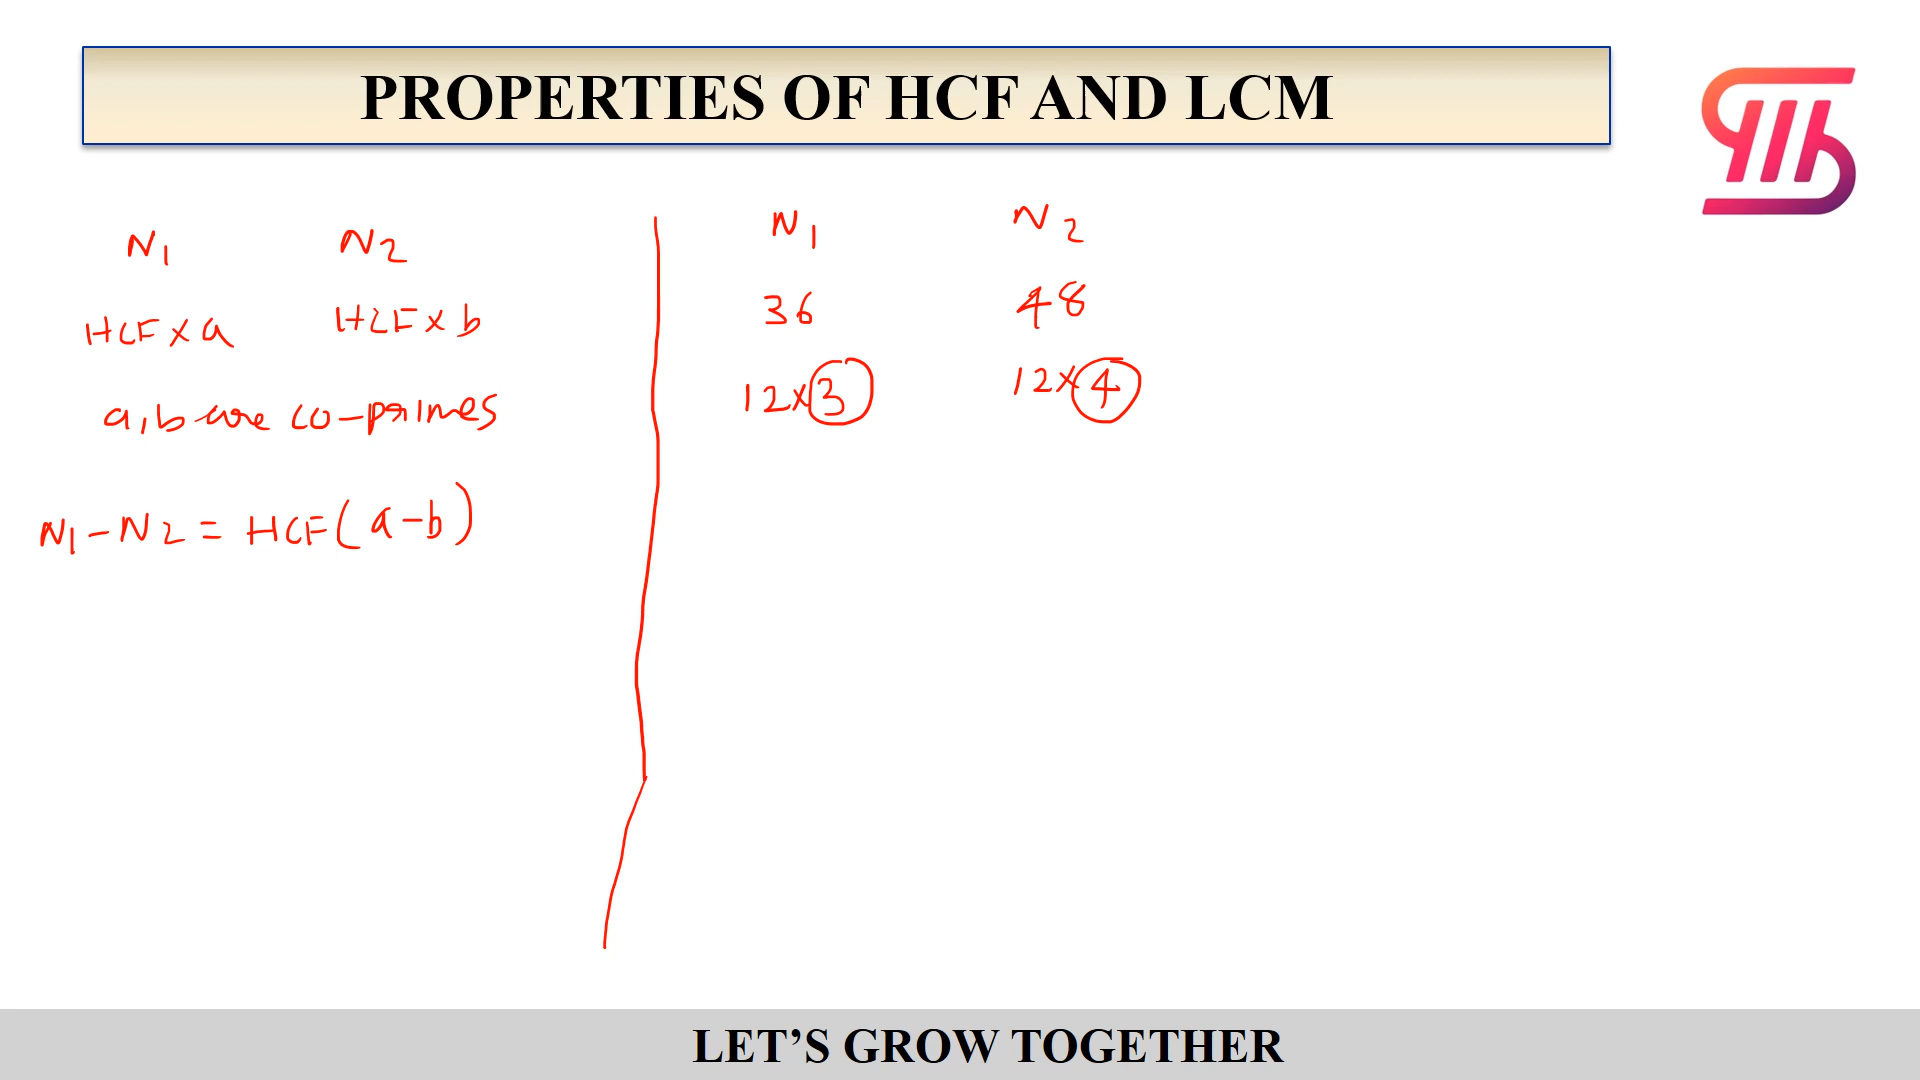 PROPERTIES OF HCF AND LCM
N1 N2
HCF x a HCF x b
a, b are co-primes
N1 - N2 = HCF (a - b)
N1 N2
36 48
12x3 12x4
LET’S GROW TOGETHER